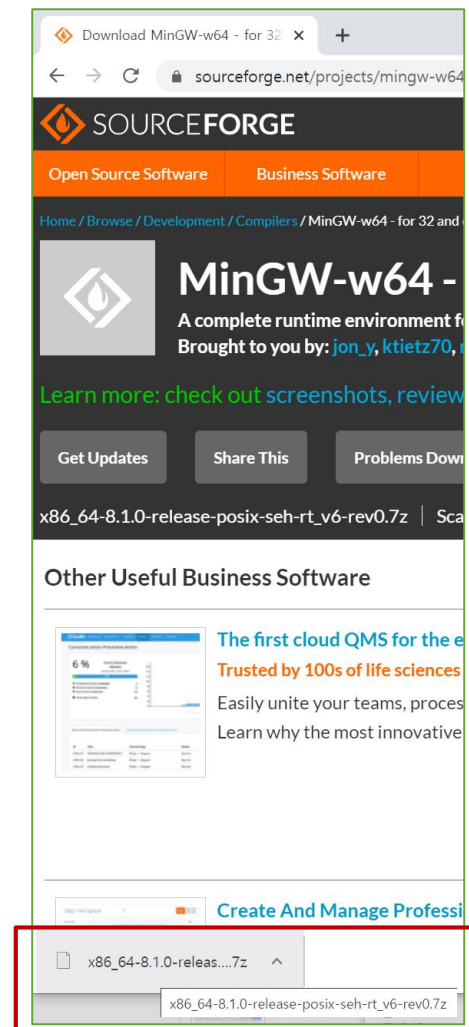 Download MinGW-w64 - for 32
sourceforge.net/projects/mingw-w64
SOURCEFORGE
Open Source Software Business Software
Home / Browse / Development / Compilers / MinGW-w64 - for 32 and
MinGW-w64 -
A complete runtime environment f
Brought to you by: jon_y, ktietz70,
Learn more: check out screenshots, review
Get Updates Share This Problems Down
x86_64-8.1.0-release-posix-seh-rt_v6-rev0.7z | Sca
Other Useful Business Software
The first cloud QMS for the e
Trusted by 100s of life sciences
Easily unite your teams, proces
Learn why the most innovative
6 %
Create And Manage Professi
x86_64-8.1.0-releas....7z
x86_64-8.1.0-release-posix-seh-rt_v6-rev0.7z